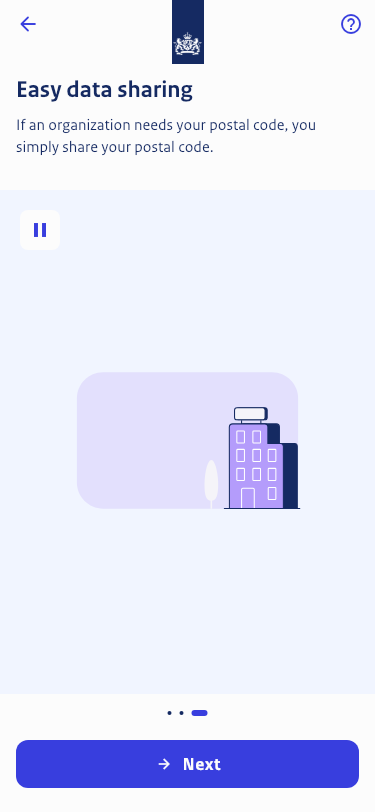 Easy data sharing
If an organization needs your postal code, you
simply share your postal code.
Next